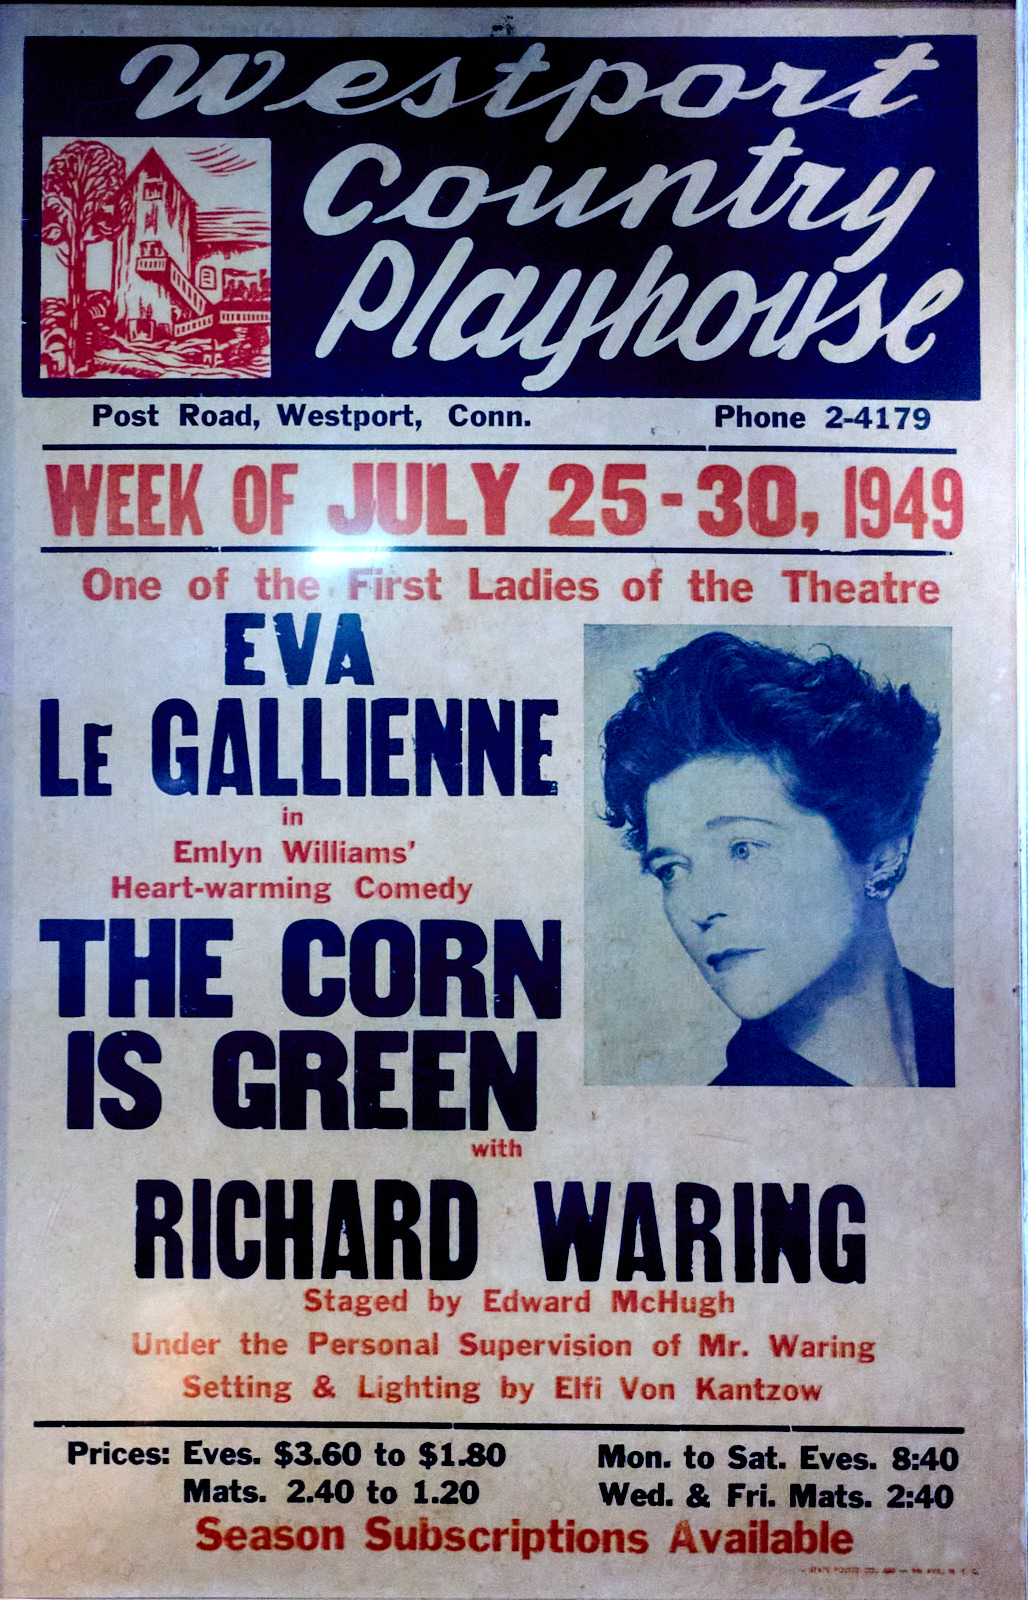 Westport
Country
Playhouse
Post Road, Westport, Conn. Phone 2-4179
WEEK OF JULY 25-30, 1949
One of the First Ladies of the Theatre
EVA
LE GALLIENNE
in
Emlyn Williams'
Heart-warming Comedy
THE CORN
IS GREEN
with
RICHARD WARING
Staged by Edward McHugh
Under the Personal Supervision of Mr. Waring
Setting & Lighting by Elfi Von Kantzow
Prices: Eves. $3.60 to $1.80 Mon. to Sat. Eves. 8:40
Mats. 2.40 to 1.20 Wed. & Fri. Mats. 2:40
Season Subscriptions Available